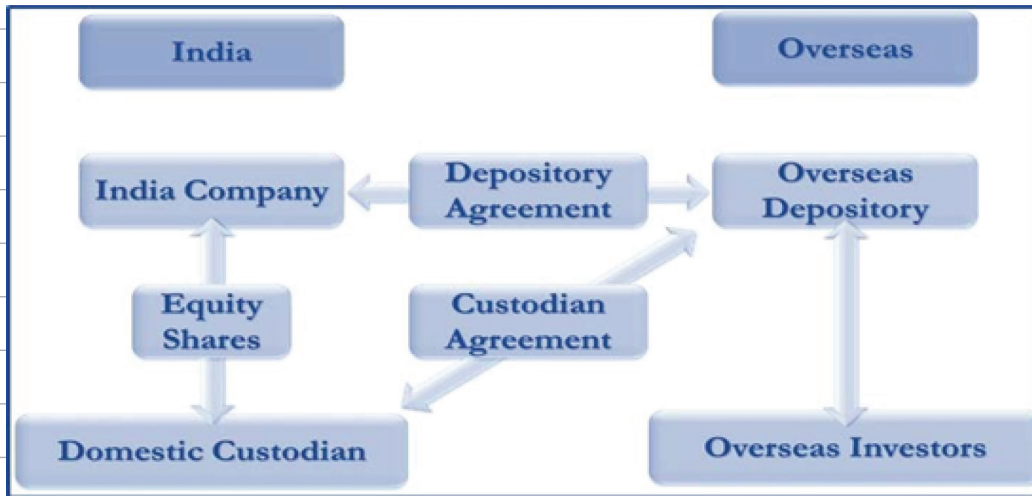 India
Overseas
India Company
Depository
Agreement
Overseas
Depository
Equity
Shares
Custodian
Agreement
Domestic Custodian
Overseas Investors